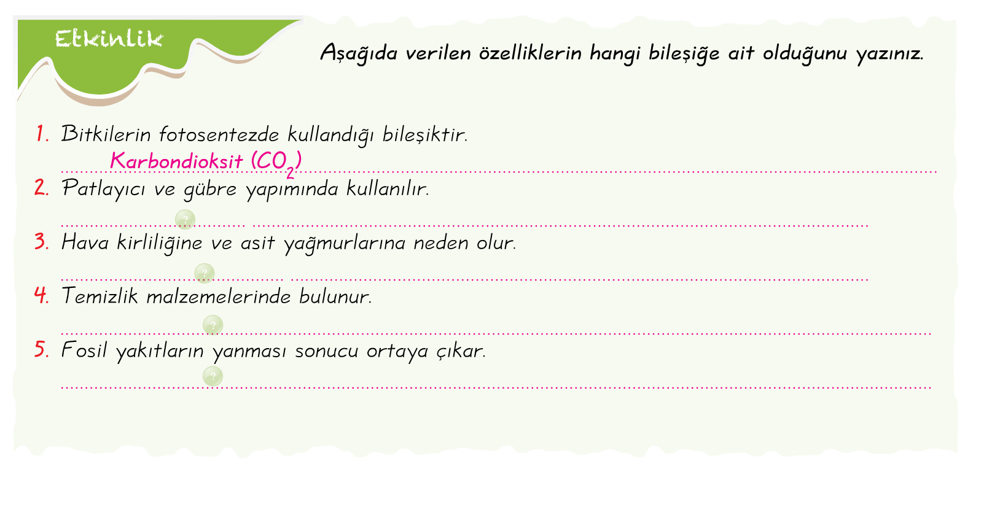 Etkinlik
Aşağıda verilen özelliklerin hangi bileşiğe ait olduğunu yazınız.
1. Bitkilerin fotosentezde kullandığı bileşiktir.
Karbondioksit (CO₂)
2. Patlayıcı ve gübre yapımında kullanılır.
?
3. Hava kirliliğine ve asit yağmurlarına neden olur.
?
4. Temizlik malzemelerinde bulunur.
?
5. Fosil yakıtların yanması sonucu ortaya çıkar.
?